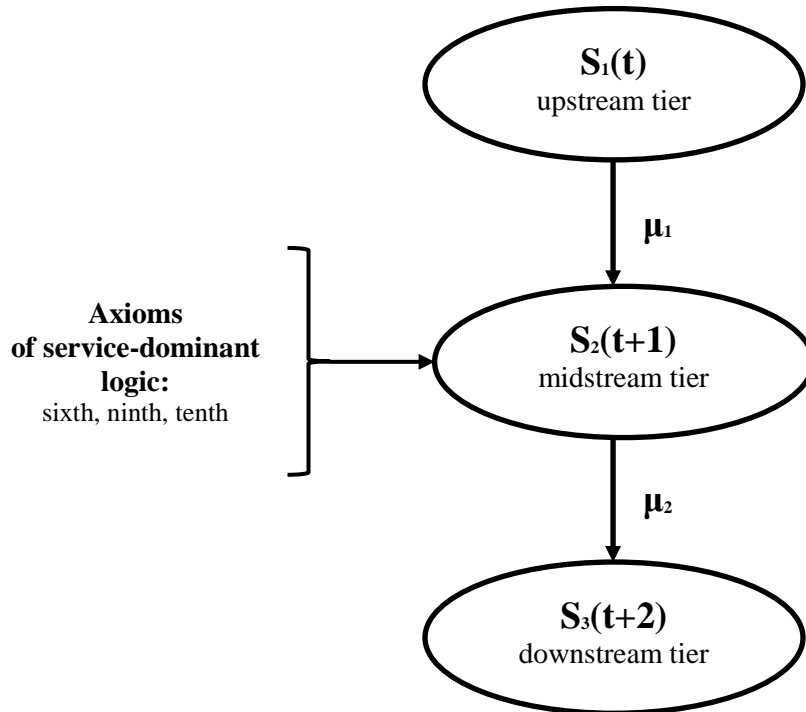 S₁(t)
upstream tier
μ₁
Axioms
of service-dominant
logic:
sixth, ninth, tenth
S₂(t+1)
midstream tier
μ₂
S₃(t+2)
downstream tier